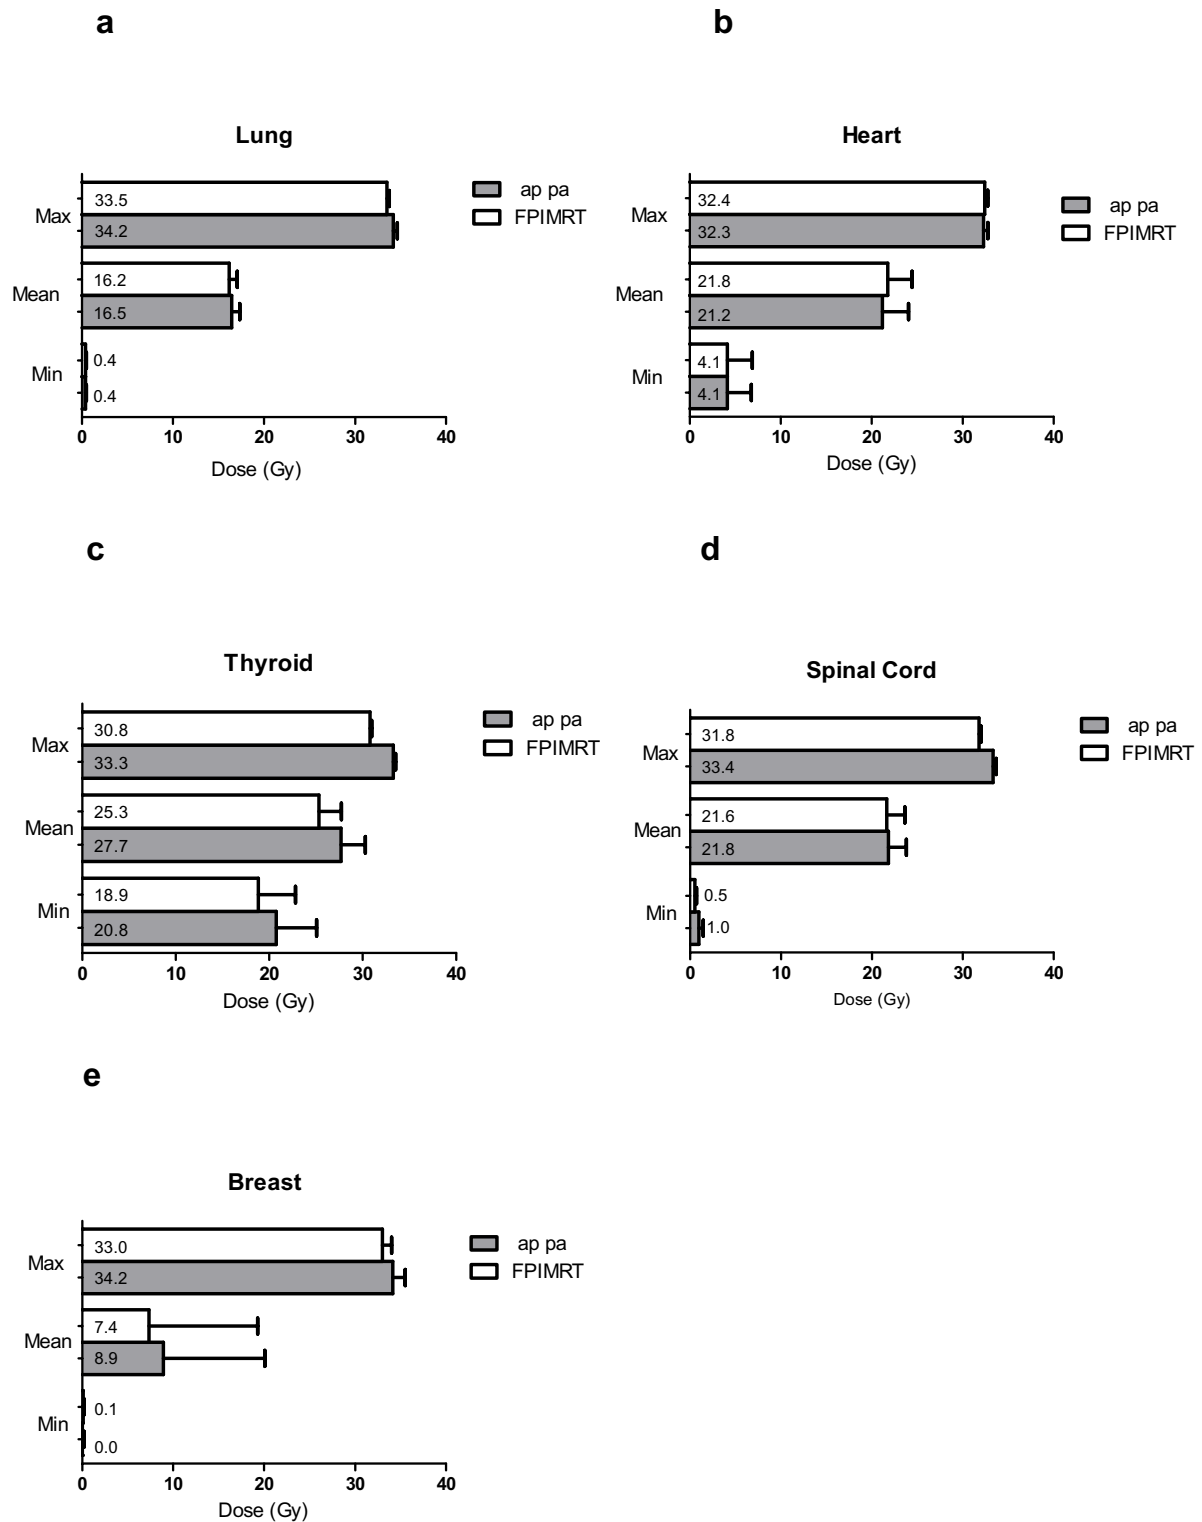 a
b
Lung
Heart
ap pa
FPIMRT
Max
33.5
34.2
Mean
16.2
16.5
Min
0.4
0.4
0 10 20 30 40
Dose (Gy)
ap pa
FPIMRT
Max
32.4
32.3
Mean
21.8
21.2
Min
4.1
4.1
0 10 20 30 40
Dose (Gy)
c
d
Thyroid
ap pa
FPIMRT
Max
30.8
33.3
Mean
25.3
27.7
Min
18.9
20.8
0 10 20 30 40
Dose (Gy)
Spinal Cord
ap pa
FPIMRT
Max
31.8
33.4
Mean
21.6
21.8
Min
0.5
1.0
0 10 20 30 40
Dose (Gy)
e
Breast
ap pa
FPIMRT
Max
33.0
34.2
Mean
7.4
8.9
Min
0.1
0.0
0 10 20 30 40
Dose (Gy)